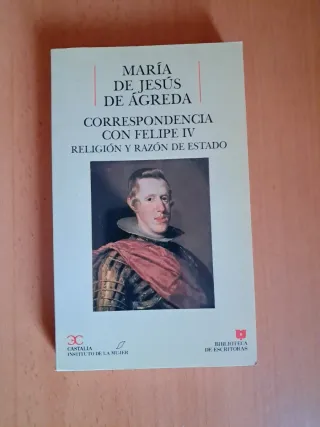 MARÍA
DE JESÚS
DE ÁGREDA
CORRESPONDENCIA
CON FELIPE IV
RELIGIÓN Y RAZÓN DE ESTADO
CASTALIA
INSTITUTO DE LA MUJER
BIBLIOTECA
DE ESCRITORAS